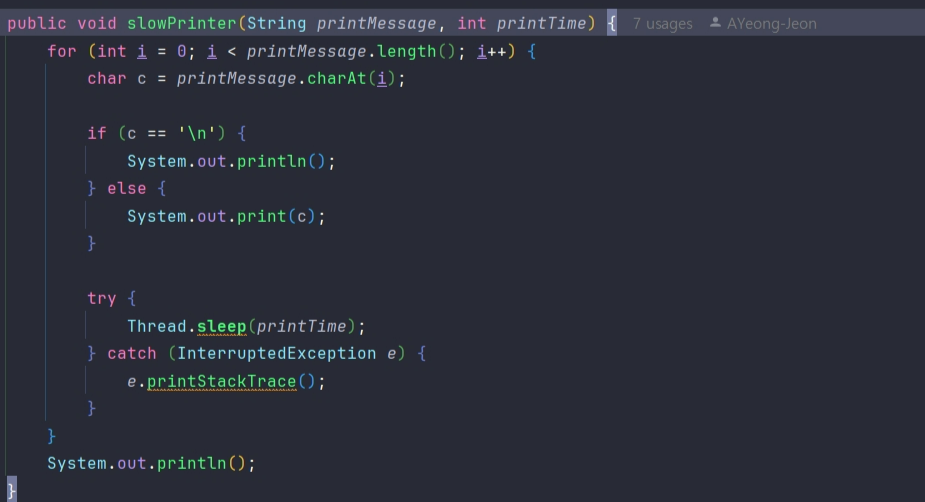 public void slowPrinter(String printMessage, int printTime) { 7 usages AYeong-Jeon
for (int i = 0; i < printMessage.length(); i++) {
char c = printMessage.charAt(i);
if (c == '\n') {
System.out.println();
} else {
System.out.print(c);
}
try {
Thread.sleep(printTime);
} catch (InterruptedException e) {
e.printStackTrace();
}
}
System.out.println();
}